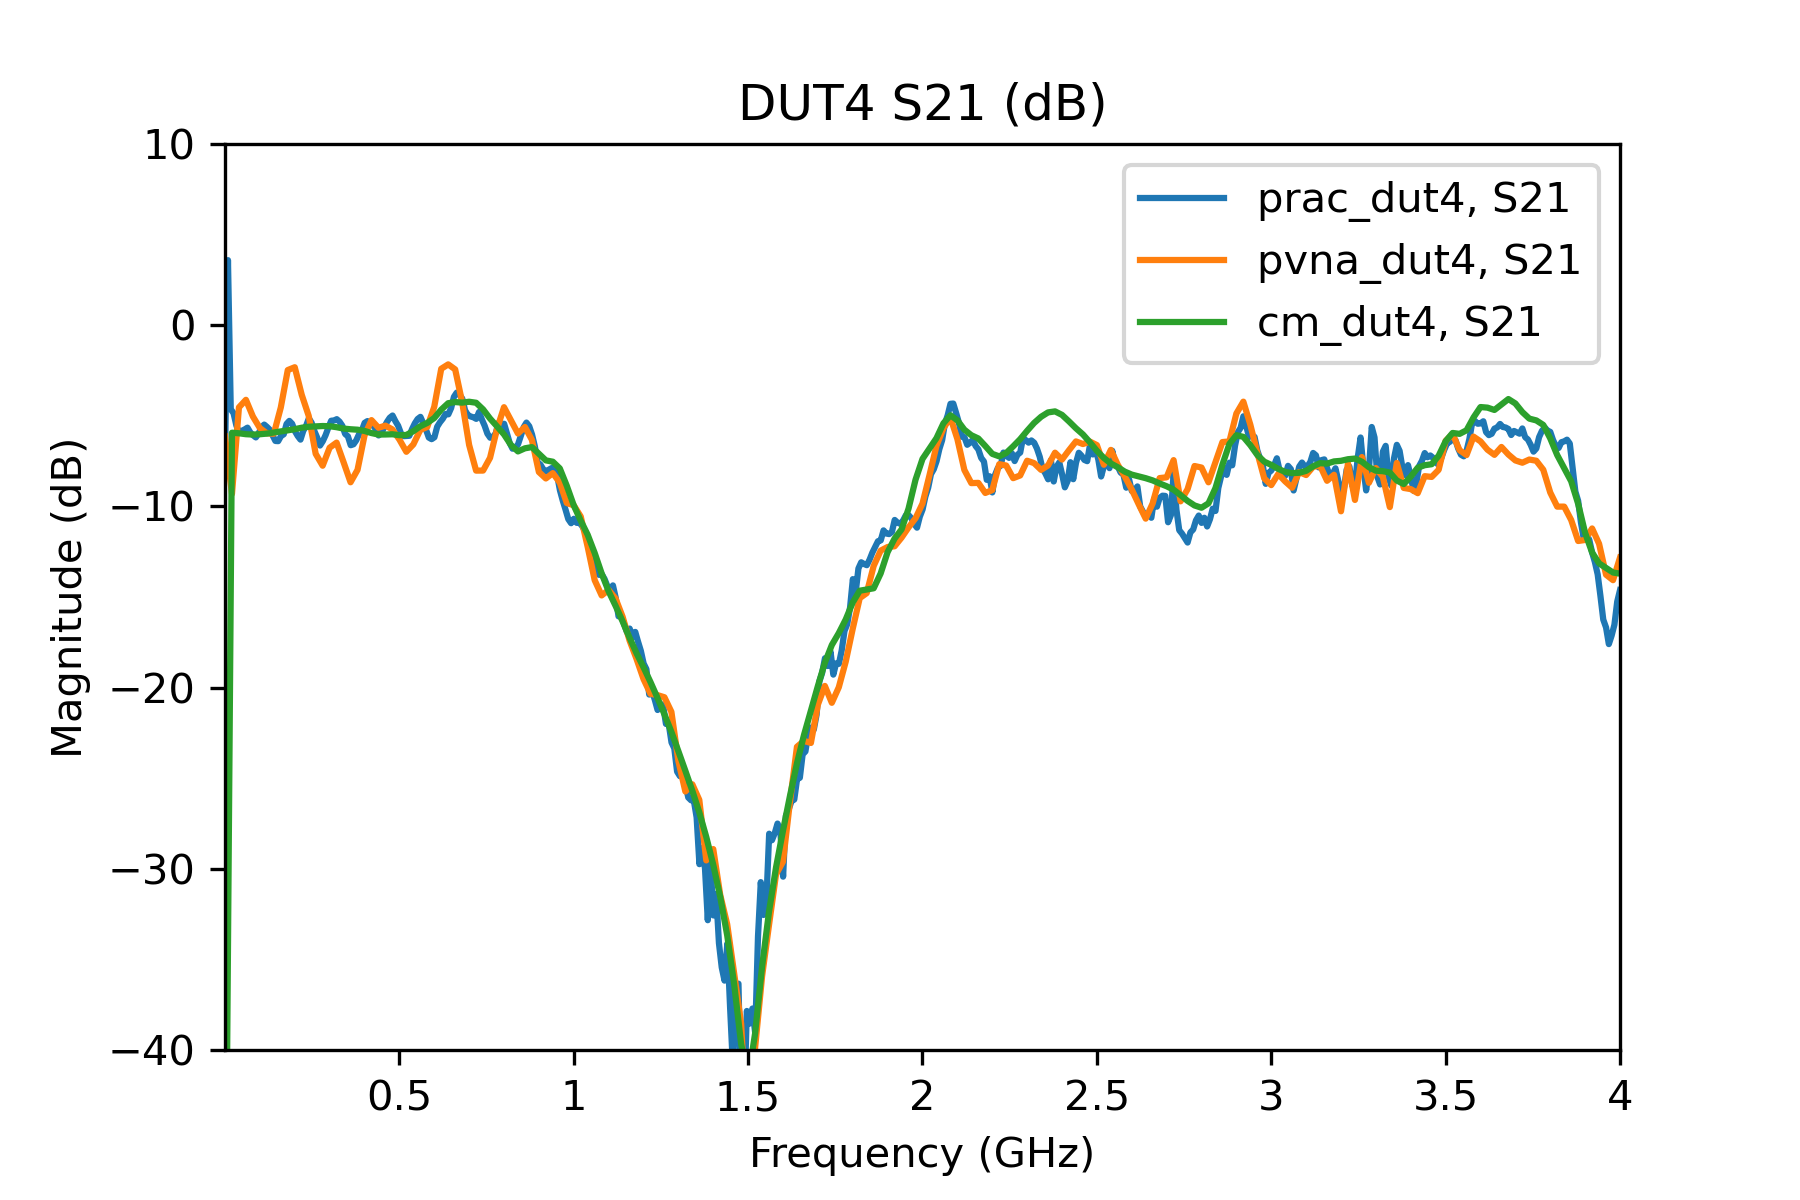 DUT4 S21 (dB)
10
0
−10
−20
−30
−40
Magnitude (dB)
prac_dut4, S21
pvna_dut4, S21
cm_dut4, S21
0.5 1 1.5 2 2.5 3 3.5 4
Frequency (GHz)